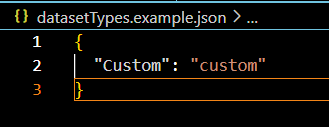 {} datasetTypes.example.json > ...
1 {
2 "Custom": "custom"
3 }